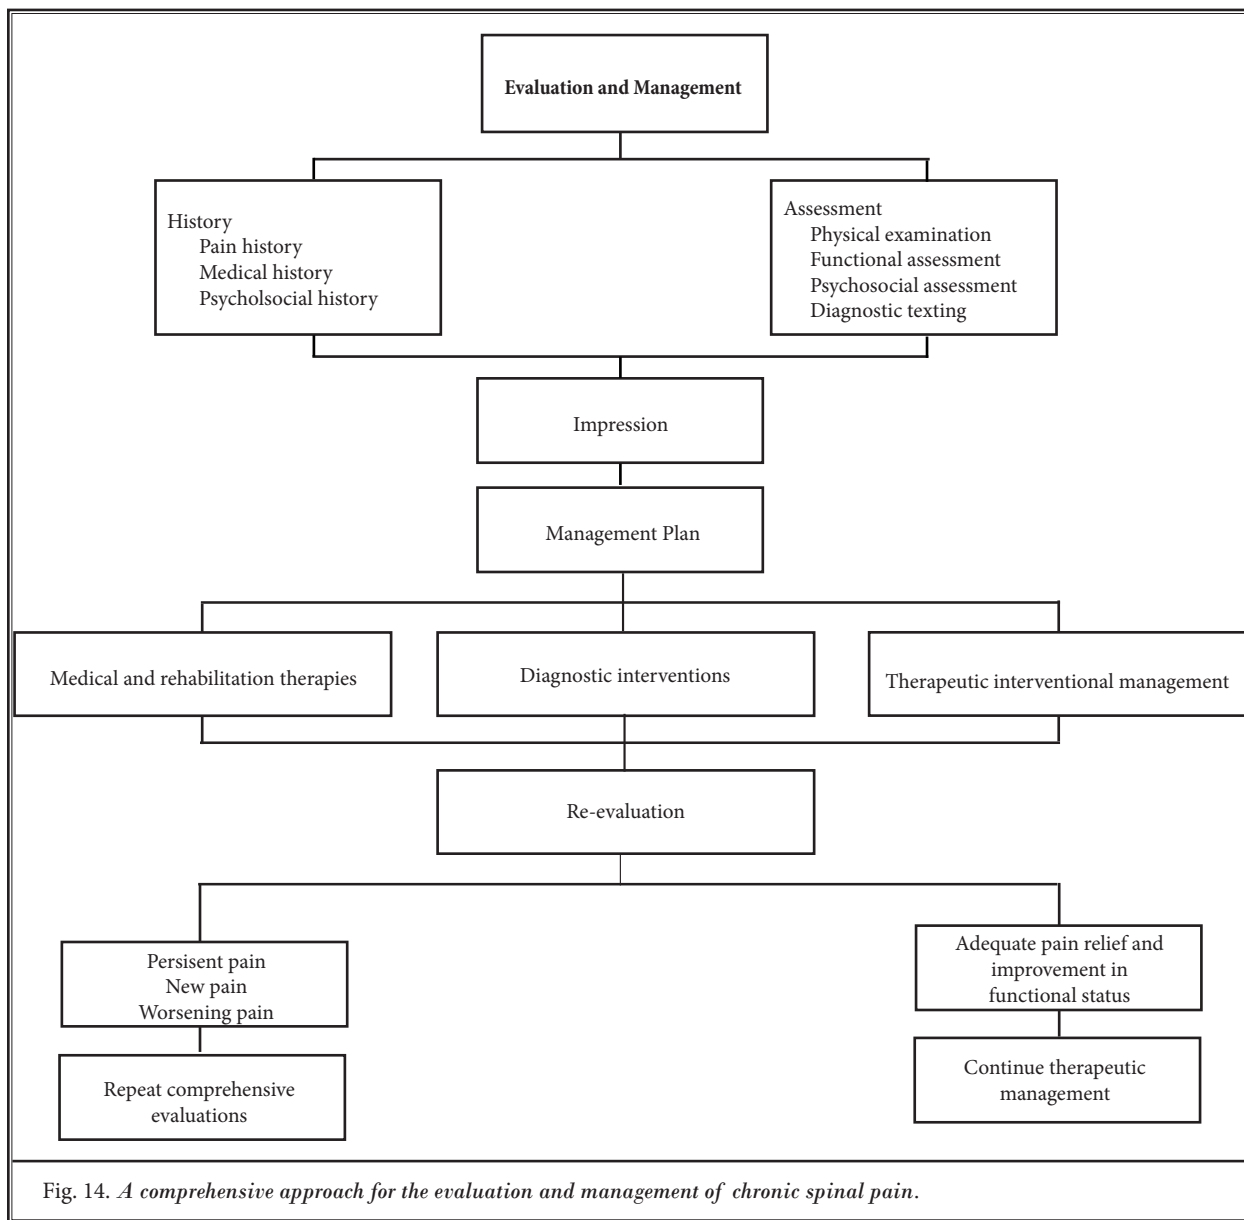 Evaluation and Management
History
Pain history
Medical history
Psycholsocial history
Assessment
Physical examination
Functional assessment
Psychosocial assessment
Diagnostic texting
Impression
Management Plan
Medical and rehabilitation therapies
Diagnostic interventions
Therapeutic interventional management
Re-evaluation
Persisent pain
New pain
Worsening pain
Adequate pain relief and
improvement in
functional status
Repeat comprehensive
evaluations
Continue therapeutic
management
Fig. 14. A comprehensive approach for the evaluation and management of chronic spinal pain.